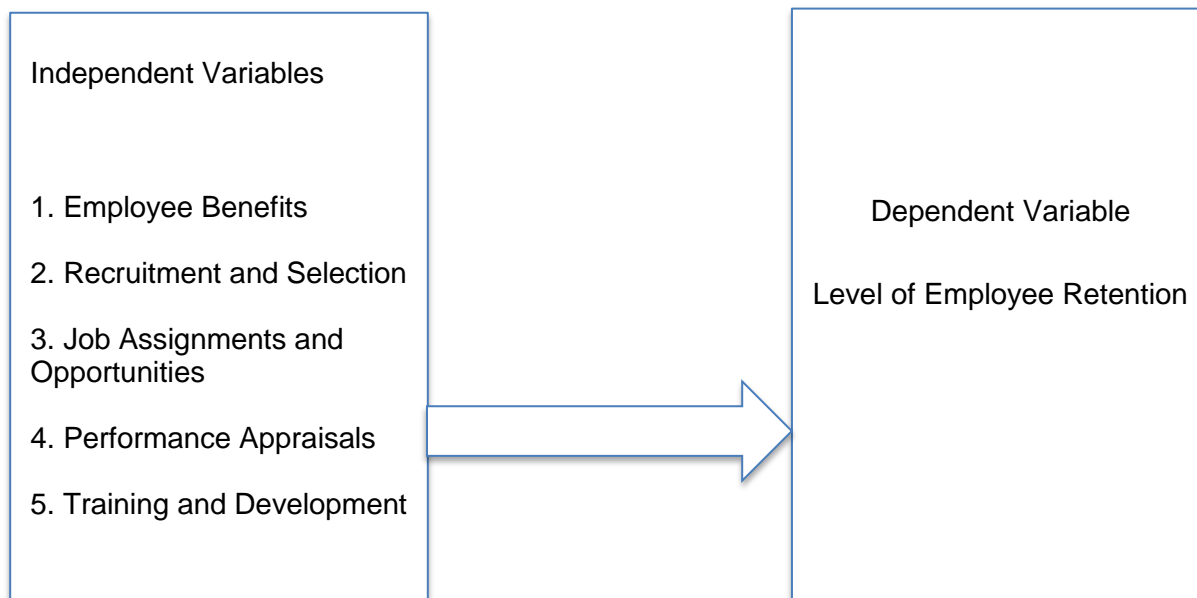 Independent Variables
1. Employee Benefits
2. Recruitment and Selection
3. Job Assignments and
Opportunities
4. Performance Appraisals
5. Training and Development
Dependent Variable
Level of Employee Retention